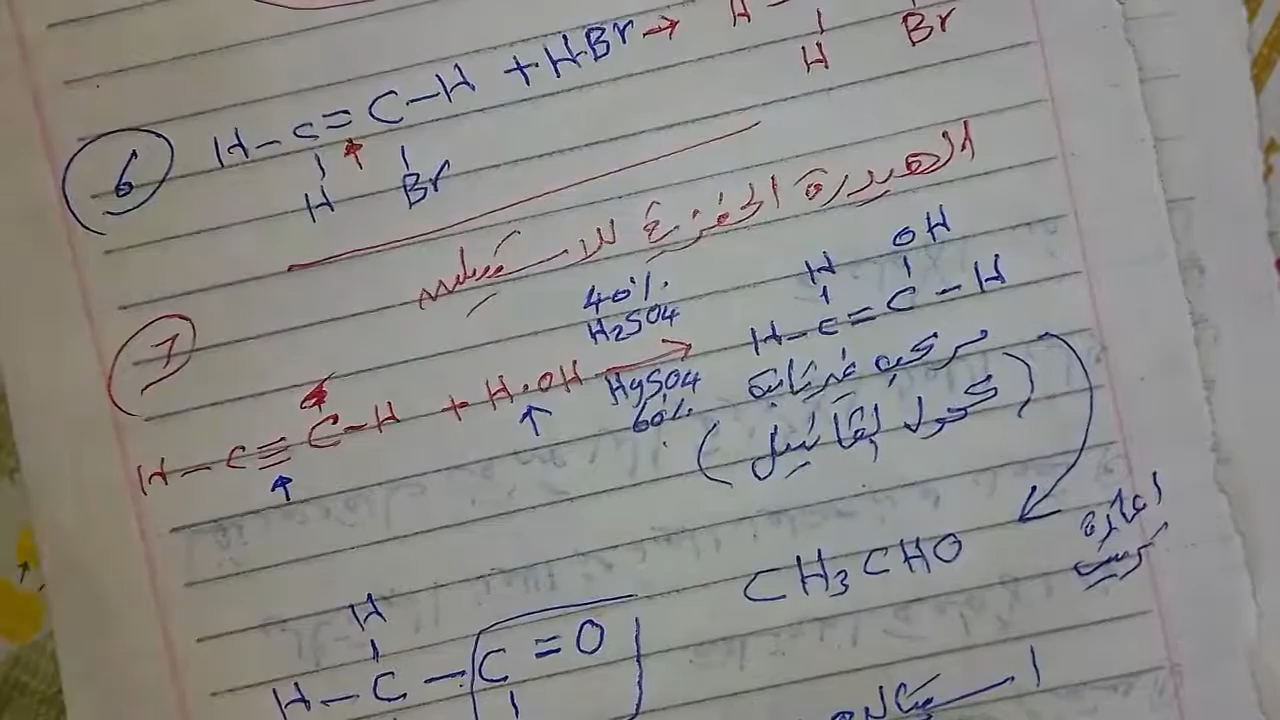 H Br
H-C=C-H + HBr → H-
6 H Br
الهيدرة الحفزية للاستيلين
H OH
40%
H2SO4
H-C=C-H
7 H-C≡C-H + H·OH → HgSO4
60%
مركب غير ثابت
(كحول فاينيل)
اعادة
ترتيب
CH3CHO
H
H-C-C=O